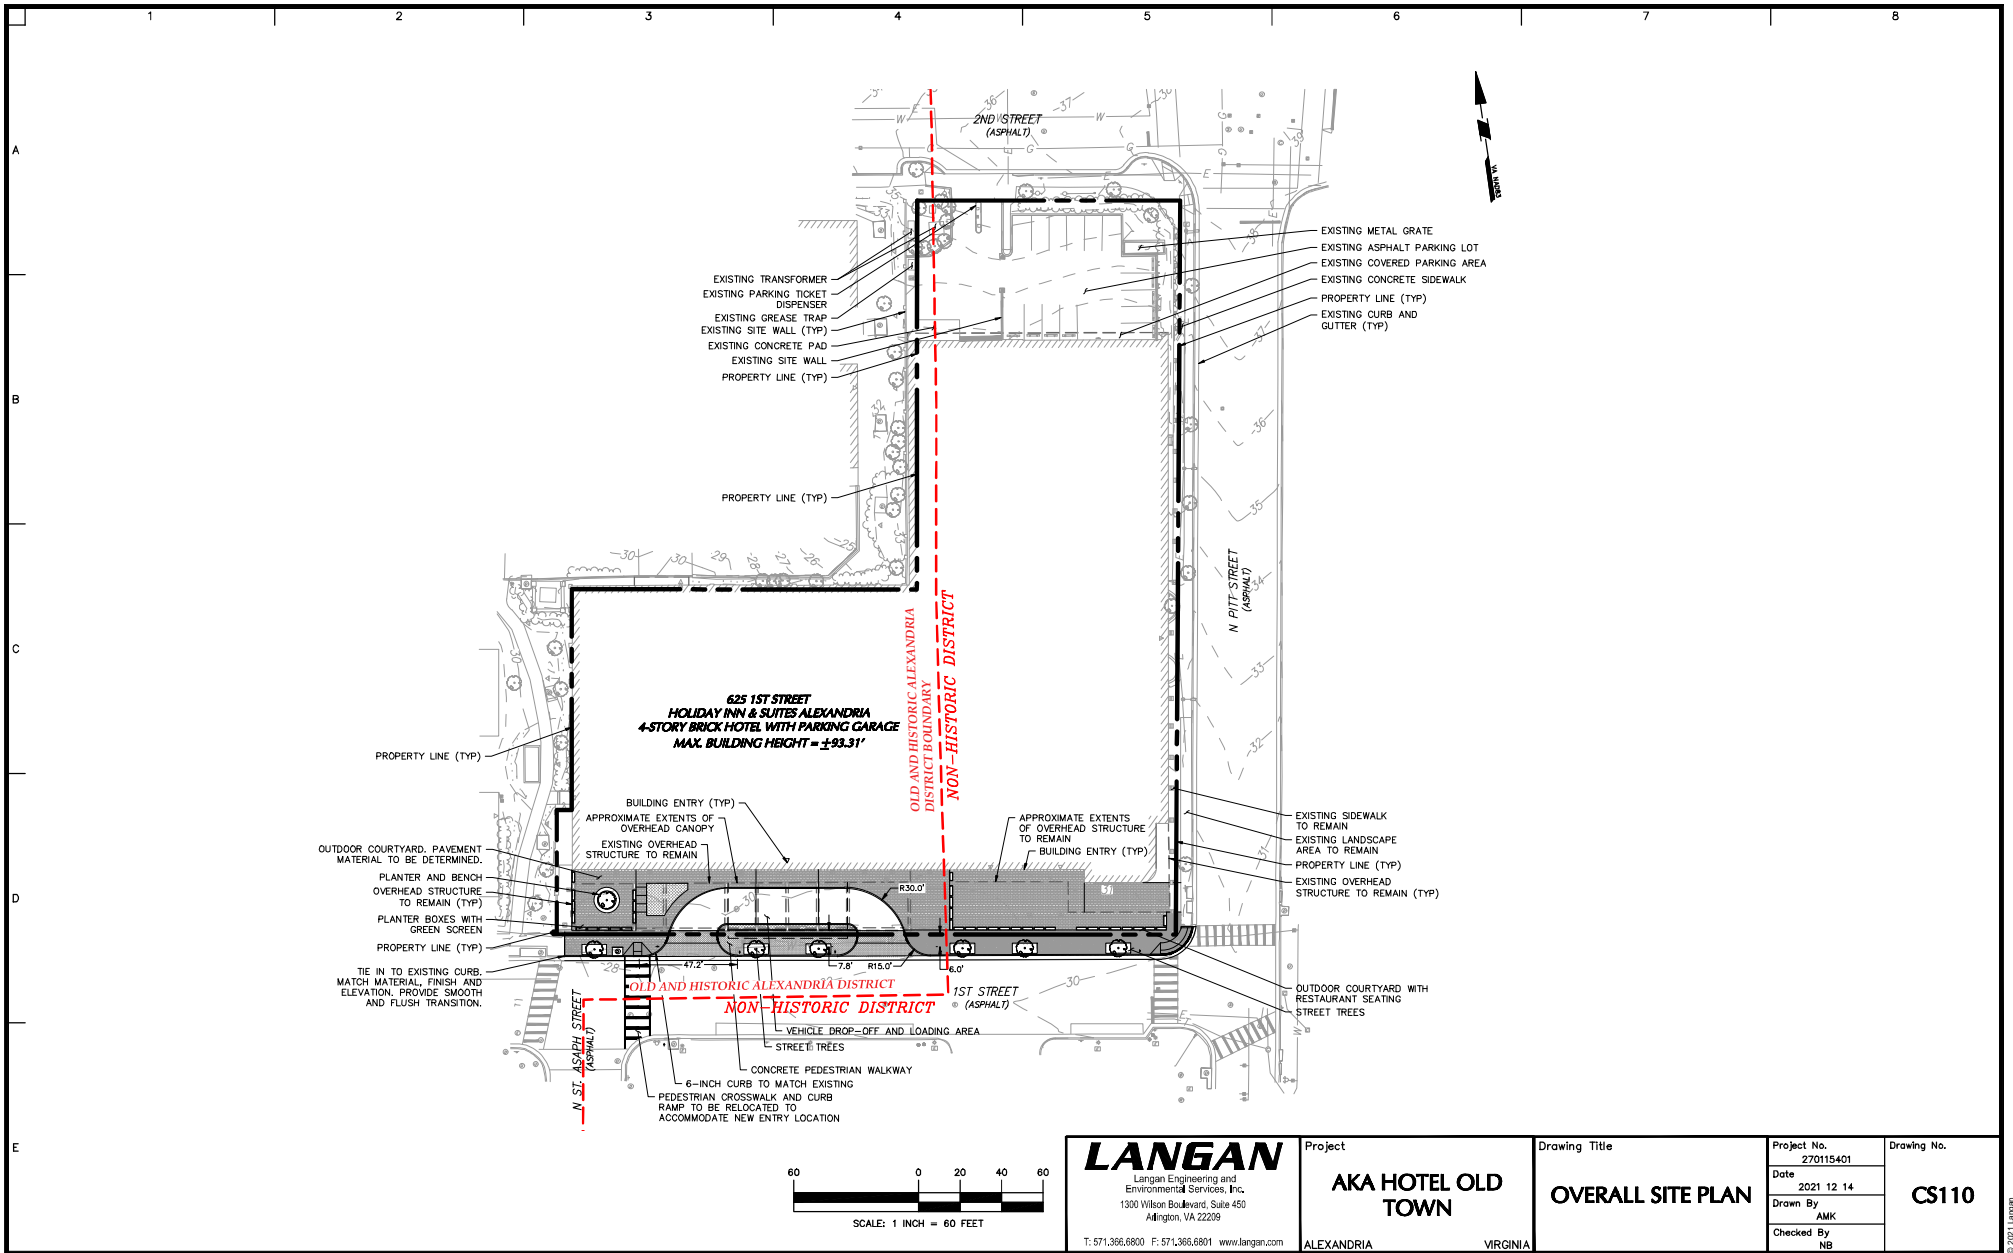 1 2 3 4 5 6 7 8
A
B
C
D
E
2ND STREET
(ASPHALT)
VA NAD83
EXISTING TRANSFORMER
EXISTING PARKING TICKET
DISPENSER
EXISTING GREASE TRAP
EXISTING SITE WALL (TYP)
EXISTING CONCRETE PAD
EXISTING SITE WALL
PROPERTY LINE (TYP)
PROPERTY LINE (TYP)
EXISTING METAL GRATE
EXISTING ASPHALT PARKING LOT
EXISTING COVERED PARKING AREA
EXISTING CONCRETE SIDEWALK
PROPERTY LINE (TYP)
EXISTING CURB AND
GUTTER (TYP)
N PITT STREET
(ASPHALT)
OLD AND HISTORIC ALEXANDRIA
DISTRICT BOUNDARY
NON-HISTORIC DISTRICT
625 1ST STREET
HOLIDAY INN & SUITES ALEXANDRIA
4-STORY BRICK HOTEL WITH PARKING GARAGE
MAX. BUILDING HEIGHT = ±93.31'
PROPERTY LINE (TYP)
BUILDING ENTRY (TYP)
APPROXIMATE EXTENTS OF
OVERHEAD CANOPY
EXISTING OVERHEAD
STRUCTURE TO REMAIN
APPROXIMATE EXTENTS
OF OVERHEAD STRUCTURE
TO REMAIN
BUILDING ENTRY (TYP)
OUTDOOR COURTYARD. PAVEMENT
MATERIAL TO BE DETERMINED.
PLANTER AND BENCH
OVERHEAD STRUCTURE
TO REMAIN (TYP)
PLANTER BOXES WITH
GREEN SCREEN
PROPERTY LINE (TYP)
TIE IN TO EXISTING CURB.
MATCH MATERIAL, FINISH AND
ELEVATION. PROVIDE SMOOTH
AND FLUSH TRANSITION.
EXISTING SIDEWALK
TO REMAIN
EXISTING LANDSCAPE
AREA TO REMAIN
PROPERTY LINE (TYP)
EXISTING OVERHEAD
STRUCTURE TO REMAIN (TYP)
OUTDOOR COURTYARD WITH
RESTAURANT SEATING
STREET TREES
R30.0'
47.2'
7.8'
R15.0'
6.0'
OLD AND HISTORIC ALEXANDRIA DISTRICT
NON-HISTORIC DISTRICT
1ST STREET
(ASPHALT)
N ST. ASAPH STREET
(ASPHALT)
VEHICLE DROP-OFF AND LOADING AREA
STREET TREES
CONCRETE PEDESTRIAN WALKWAY
6-INCH CURB TO MATCH EXISTING
PEDESTRIAN CROSSWALK AND CURB
RAMP TO BE RELOCATED TO
ACCOMMODATE NEW ENTRY LOCATION
60 0 20 40 60
SCALE: 1 INCH = 60 FEET
LANGAN
Langan Engineering and
Environmental Services, Inc.
1300 Wilson Boulevard, Suite 450
Arlington, VA 22209
T: 571.366.6800 F: 571.366.6801 www.langan.com
Project
AKA HOTEL OLD
TOWN
ALEXANDRIA VIRGINIA
Drawing Title
OVERALL SITE PLAN
Project No.
270115401
Date
2021 12 14
Drawn By
AMK
Checked By
NB
Drawing No.
CS110
© 2021 Langan